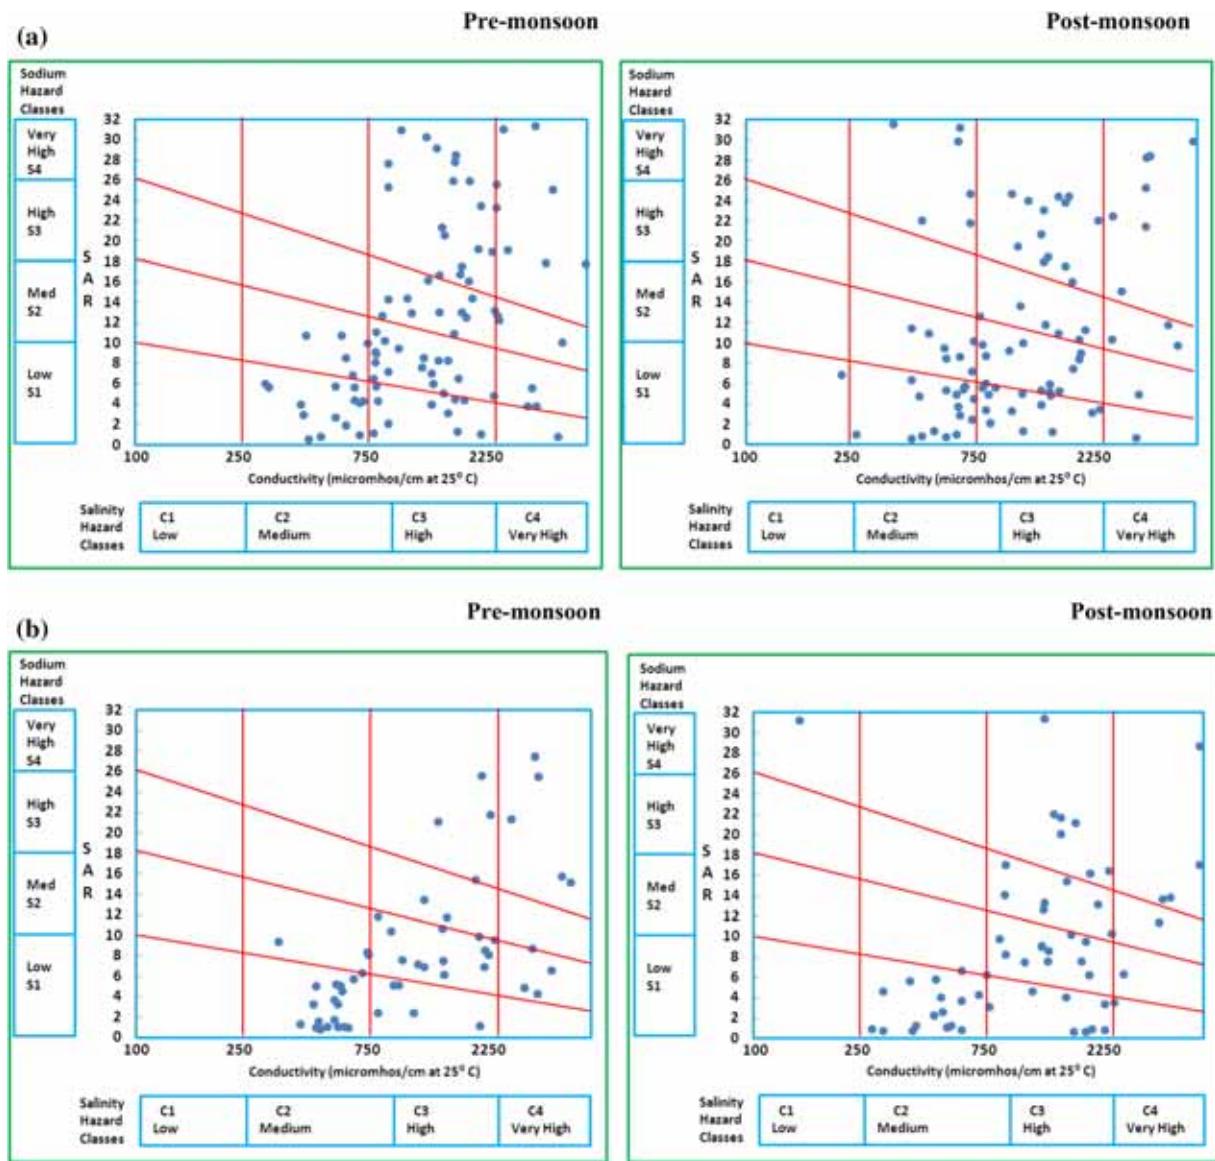 (a)
Pre-monsoon
Post-monsoon
Sodium
Hazard
Classes
Very
High
S4
High
S3
Med
S2
Low
S1
S
A
R
32
30
28
26
24
22
20
18
16
14
12
10
8
6
4
2
0
100
250
750
2250
Conductivity (micromhos/cm at 25° C)
Salinity
Hazard
Classes
C1
Low
C2
Medium
C3
High
C4
Very High
Sodium
Hazard
Classes
Very
High
S4
High
S3
Med
S2
Low
S1
S
A
R
32
30
28
26
24
22
20
18
16
14
12
10
8
6
4
2
0
100
250
750
2250
Conductivity (micromhos/cm at 25° C)
Salinity
Hazard
Classes
C1
Low
C2
Medium
C3
High
C4
Very High
(b)
Pre-monsoon
Post-monsoon
Sodium
Hazard
Classes
Very
High
S4
High
S3
Med
S2
Low
S1
S
A
R
32
30
28
26
24
22
20
18
16
14
12
10
8
6
4
2
0
100
250
750
2250
Conductivity (micromhos/cm at 25° C)
Salinity
Hazard
Classes
C1
Low
C2
Medium
C3
High
C4
Very High
Sodium
Hazard
Classes
Very
High
S4
High
S3
Med
S2
Low
S1
S
A
R
32
30
28
26
24
22
20
18
16
14
12
10
8
6
4
2
0
100
250
750
2250
Conductivity (micromhos/cm at 25° C)
Salinity
Hazard
Classes
C1
Low
C2
Medium
C3
High
C4
Very High